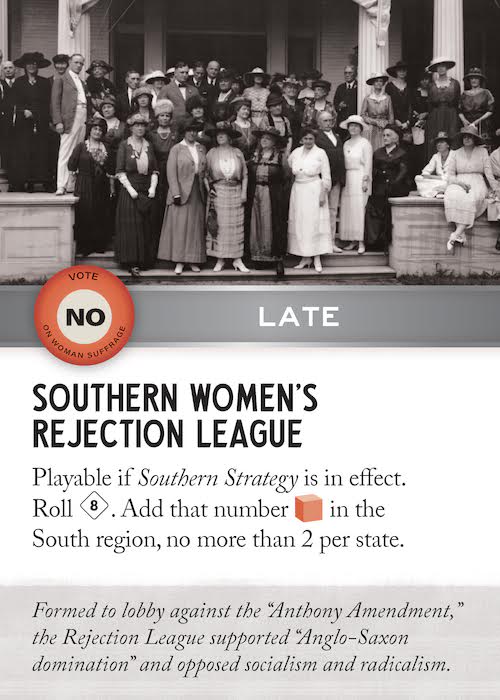 VOTE
NO
ON WOMAN SUFFRAGE
LATE
SOUTHERN WOMEN'S
REJECTION LEAGUE
Playable if Southern Strategy is in effect.
Roll 8. Add that number in the
South region, no more than 2 per state.
Formed to lobby against the “Anthony Amendment,”
the Rejection League supported “Anglo-Saxon
domination” and opposed socialism and radicalism.